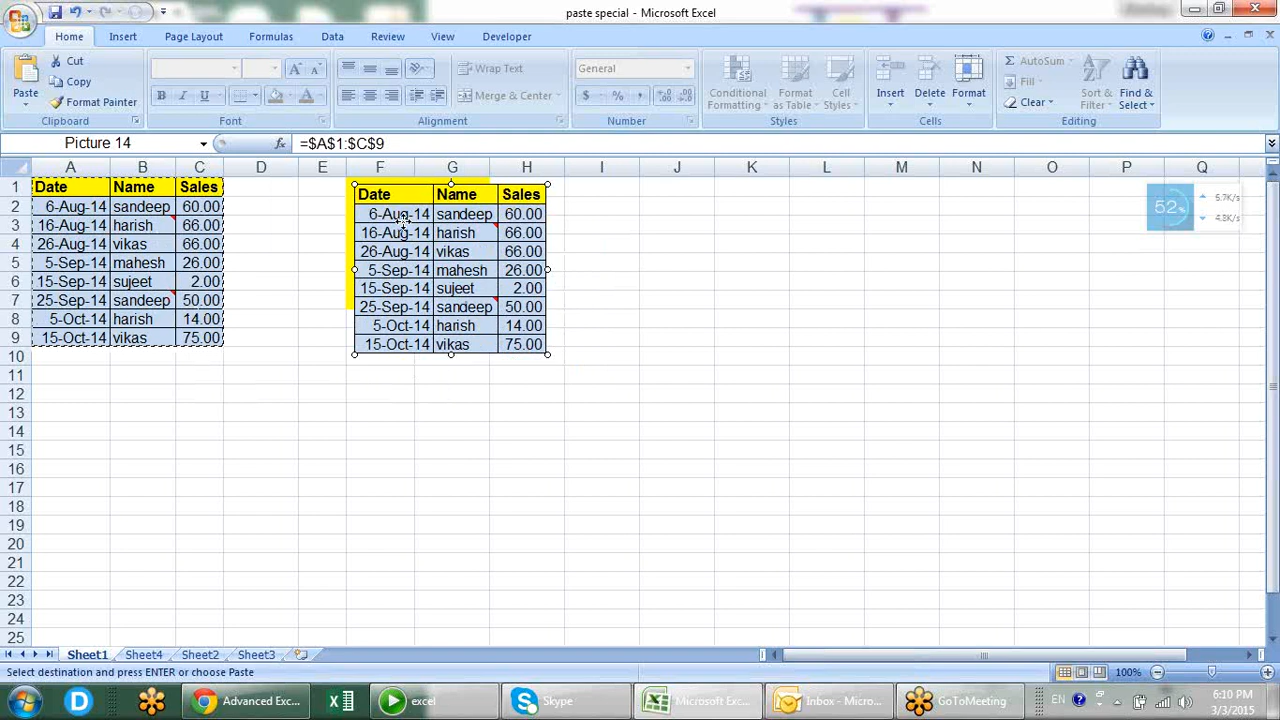 paste special - Microsoft Excel
Home Insert Page Layout Formulas Data Review View Developer
Paste Cut Copy Format Painter Clipboard
B I U Font
Wrap Text Merge & Center Alignment
General $ % , Number
Conditional Formatting Format as Table Cell Styles Styles
Insert Delete Format Cells
AutoSum Fill Clear Sort & Filter Find & Select Editing
Picture 14 fx =$A$1:$C$9
A B C D E F G H I J K L M N O P Q
1 Date Name Sales Date Name Sales
2 6-Aug-14 sandeep 60.00 6-Aug-14 sandeep 60.00
3 16-Aug-14 harish 66.00 16-Aug-14 harish 66.00
4 26-Aug-14 vikas 66.00 26-Aug-14 vikas 66.00
5 5-Sep-14 mahesh 26.00 5-Sep-14 mahesh 26.00
6 15-Sep-14 sujeet 2.00 15-Sep-14 sujeet 2.00
7 25-Sep-14 sandeep 50.00 25-Sep-14 sandeep 50.00
8 5-Oct-14 harish 14.00 5-Oct-14 harish 14.00
9 15-Oct-14 vikas 75.00 15-Oct-14 vikas 75.00
10
11
12
13
14
15
16
17
18
19
20
21
22
23
24
25
52%
4.8K/s
Sheet1 Sheet4 Sheet2 Sheet3
Select destination and press ENTER or choose Paste 100%
D Advanced Exc... excel Skype Microsoft Exc... Inbox - Micro... GoToMeeting EN 6:10 PM
3/3/2015